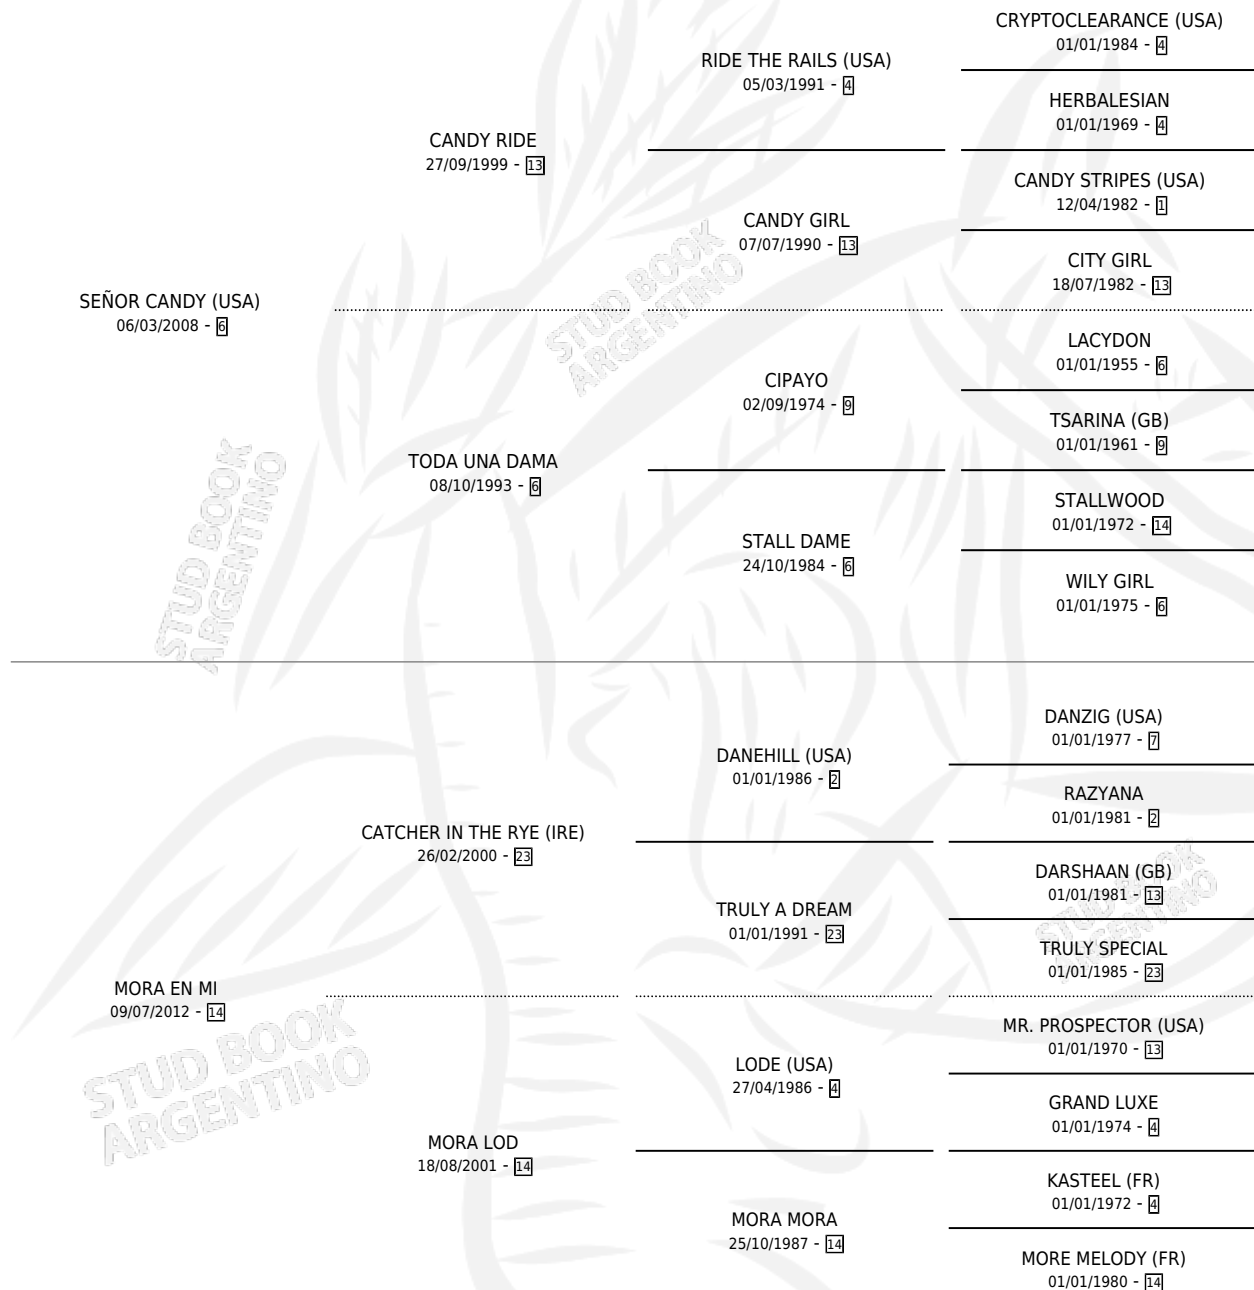 CRYPTOCLEARANCE (USA)
01/01/1984 - 4
RIDE THE RAILS (USA)
05/03/1991 - 4
HERBALESIAN
01/01/1969 - 4
CANDY RIDE
27/09/1999 - 13
CANDY STRIPES (USA)
12/04/1982 - 1
CANDY GIRL
07/07/1990 - 13
CITY GIRL
18/07/1982 - 13
SEÑOR CANDY (USA)
06/03/2008 - 6
STUD BOOK
ARGENTINO
LACYDON
01/01/1955 - 6
CIPAYO
02/09/1974 - 9
TSARINA (GB)
01/01/1961 - 9
TODA UNA DAMA
08/10/1993 - 6
STALLWOOD
01/01/1972 - 14
STALL DAME
24/10/1984 - 6
WILY GIRL
01/01/1975 - 6
STUD BOOK
ARGENTINO
DANZIG (USA)
01/01/1977 - 7
DANEHILL (USA)
01/01/1986 - 2
RAZYANA
01/01/1981 - 2
CATCHER IN THE RYE (IRE)
26/02/2000 - 23
DARSHAAN (GB)
01/01/1981 - 13
TRULY A DREAM
01/01/1991 - 23
STUD BOOK
ARGENTINO
TRULY SPECIAL
01/01/1985 - 23
MORA EN MI
09/07/2012 - 14
MR. PROSPECTOR (USA)
01/01/1970 - 13
STUD BOOK
ARGENTINO
LODE (USA)
27/04/1986 - 4
GRAND LUXE
01/01/1974 - 4
MORA LOD
18/08/2001 - 14
KASTEEL (FR)
01/01/1972 - 4
MORA MORA
25/10/1987 - 14
MORE MELODY (FR)
01/01/1980 - 14